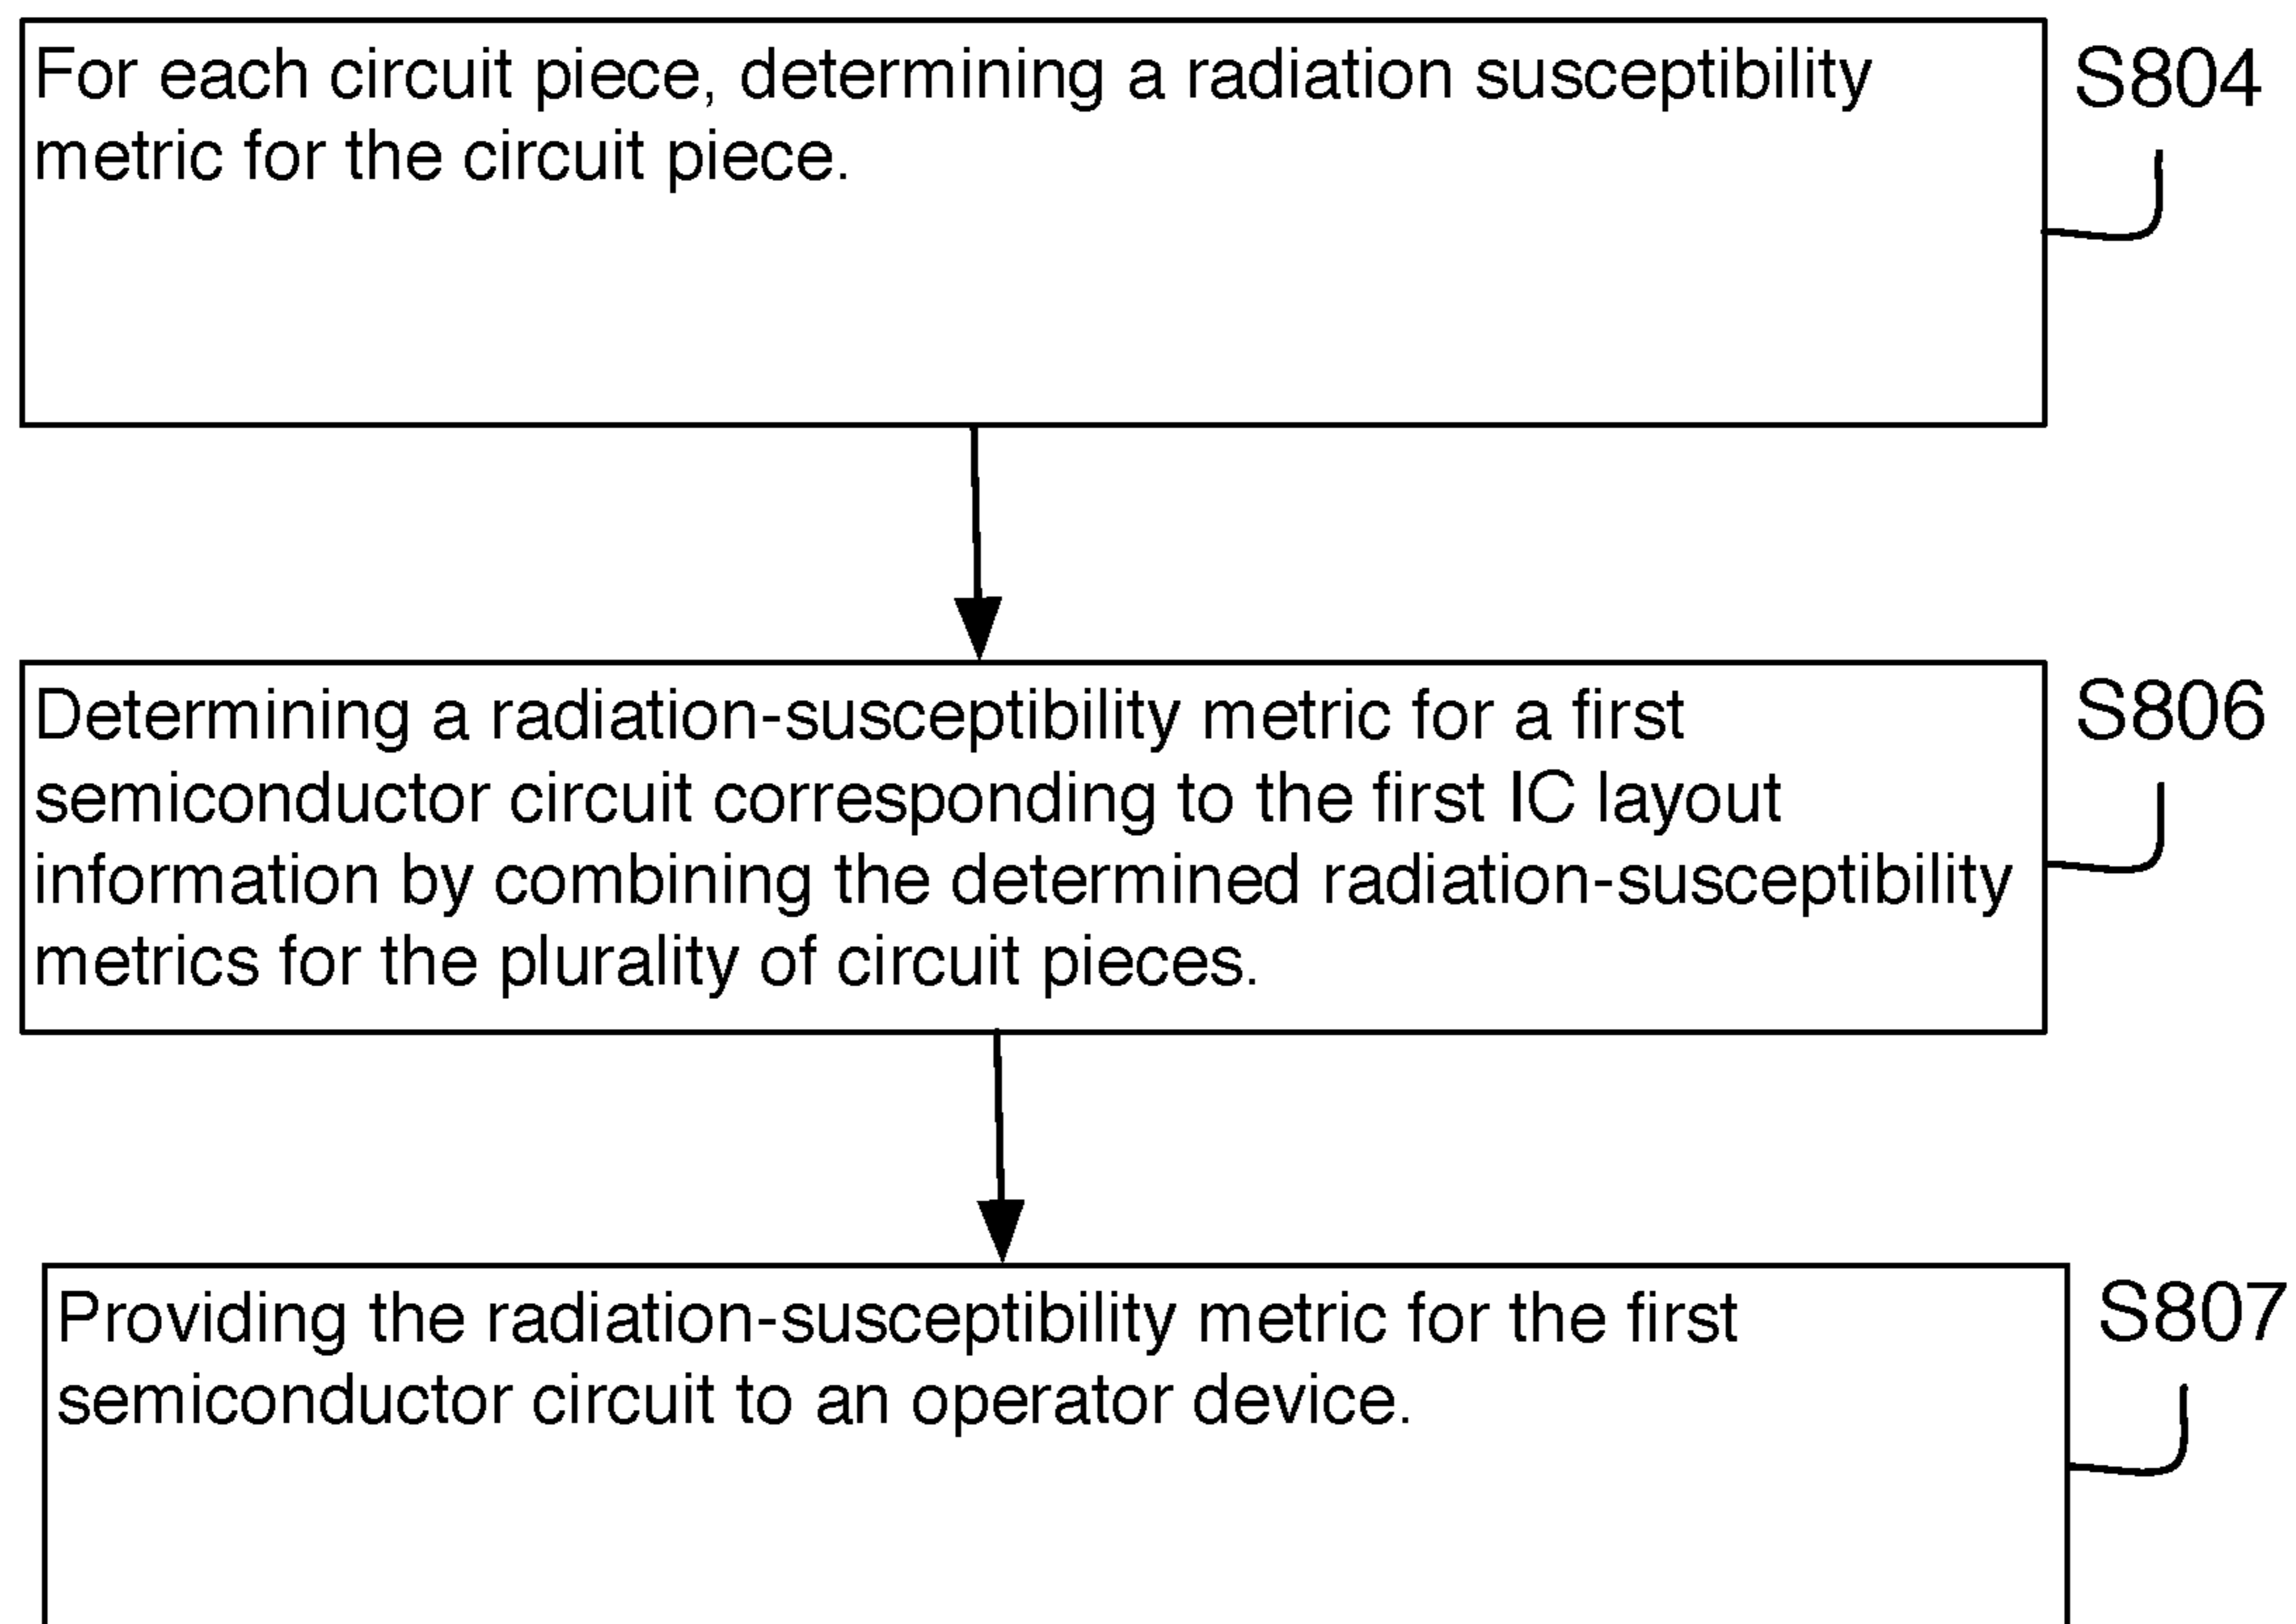 For each circuit piece, determining a radiation susceptibility
metric for the circuit piece.
S804
Determining a radiation-susceptibility metric for a first
semiconductor circuit corresponding to the first IC layout
information by combining the determined radiation-susceptibility
metrics for the plurality of circuit pieces.
S806
Providing the radiation-susceptibility metric for the first
semiconductor circuit to an operator device.
S807